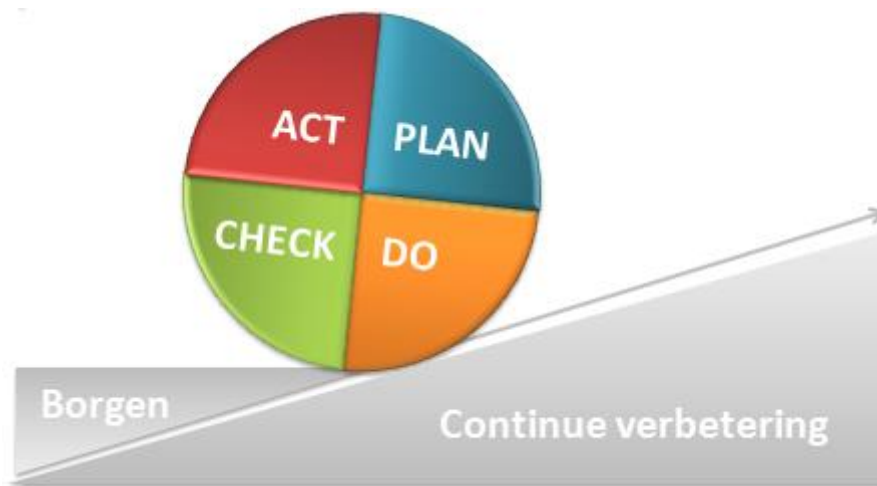 ACT
PLAN
CHECK
DO
Borgen
Continue verbetering